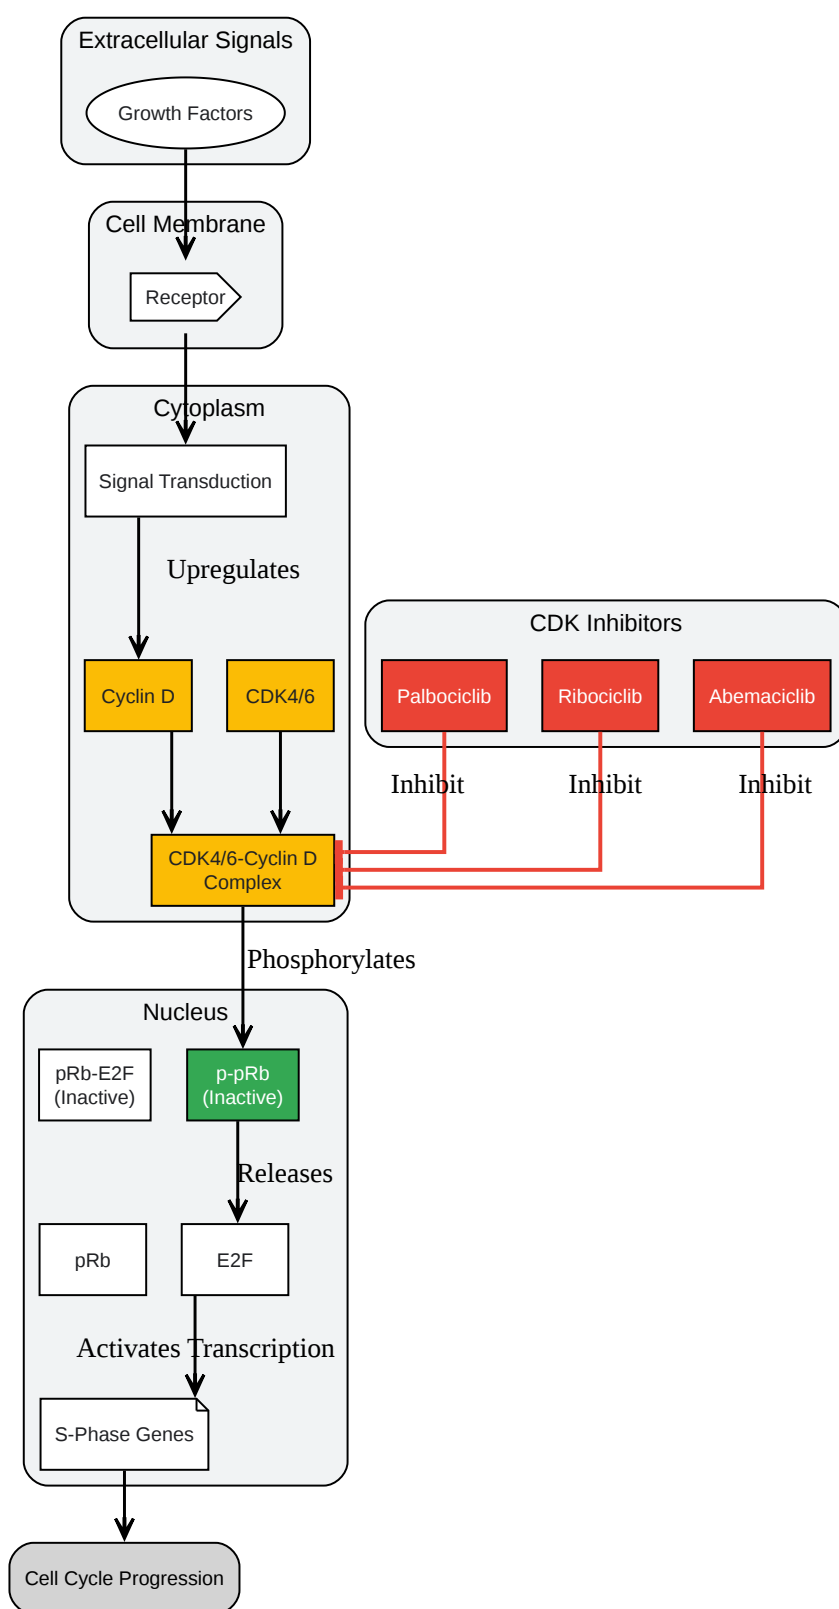 Extracellular Signals
Growth Factors
Cell Membrane
Receptor
Cytoplasm
Signal Transduction
Upregulates
CDK Inhibitors
Cyclin D
CDK4/6
Palbociclib
Ribociclib
Abemaciclib
Inhibit
Inhibit
Inhibit
CDK4/6-Cyclin D
Complex
Phosphorylates
Nucleus
pRb-E2F
(Inactive)
p-pRb
(Inactive)
Releases
pRb
E2F
Activates Transcription
S-Phase Genes
Cell Cycle Progression